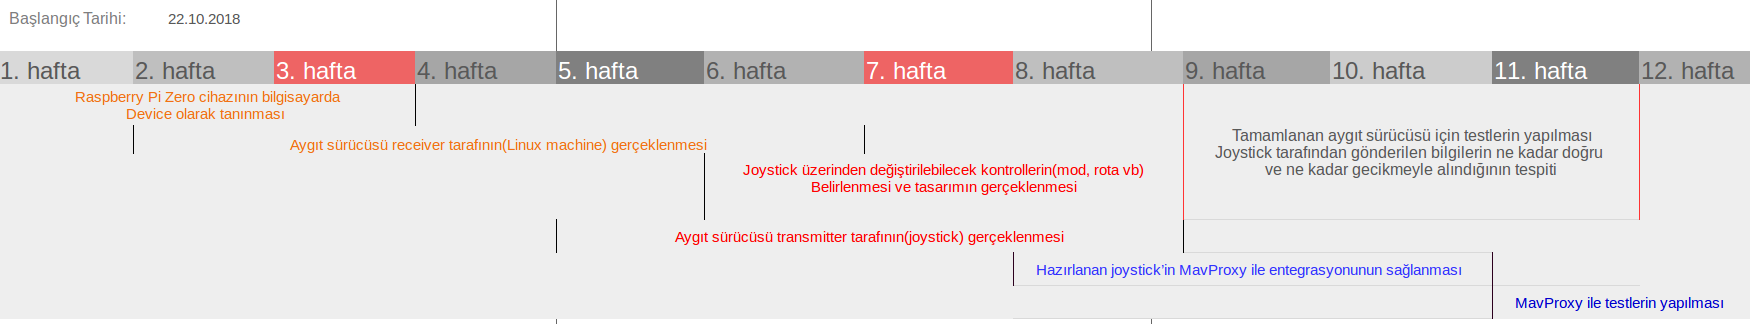 Başlangıç Tarihi: 22.10.2018
1. hafta 2. hafta 3. hafta 4. hafta 5. hafta 6. hafta 7. hafta 8. hafta 9. hafta 10. hafta 11. hafta 12. hafta
Raspberry Pi Zero cihazının bilgisayarda
Device olarak tanınması
Aygıt sürücüsü receiver tarafının(Linux machine) gerçeklenmesi
Tamamlanan aygıt sürücüsü için testlerin yapılması
Joystick tarafından gönderilen bilgilerin ne kadar doğru
ve ne kadar gecikmeyle alındığının tespiti
Joystick üzerinden değiştirilebilecek kontrollerin(mod, rota vb)
Belirlenmesi ve tasarımın gerçeklenmesi
Aygıt sürücüsü transmitter tarafının(joystick) gerçeklenmesi
Hazırlanan joystick'in MavProxy ile entegrasyonunun sağlanması
MavProxy ile testlerin yapılması